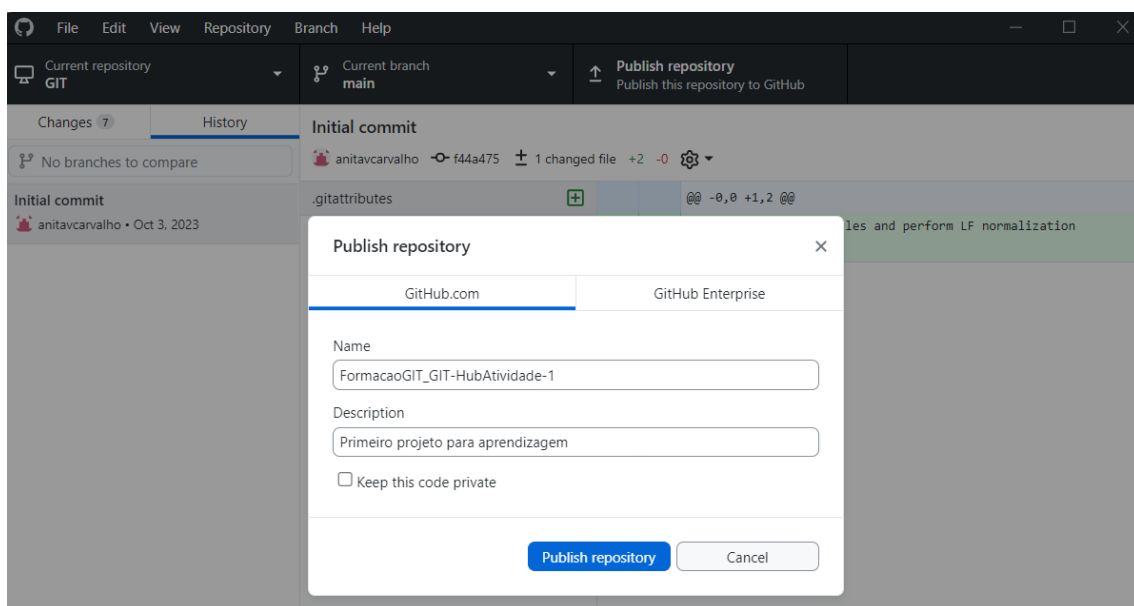 File Edit View Repository Branch Help
Current repository
GIT
Current branch
main
Publish repository
Publish this repository to GitHub
Changes 7 History
No branches to compare
Initial commit
anitavcarvalho • Oct 3, 2023
Initial commit
anitavcarvalho f44a475 1 changed file +2 -0
.gitattributes
@@ -0,0 +1,2 @@
les and perform LF normalization
Publish repository
GitHub.com GitHub Enterprise
Name
FormacaoGIT_GIT-HubAtividade-1
Description
Primeiro projeto para aprendizagem
Keep this code private
Publish repository Cancel